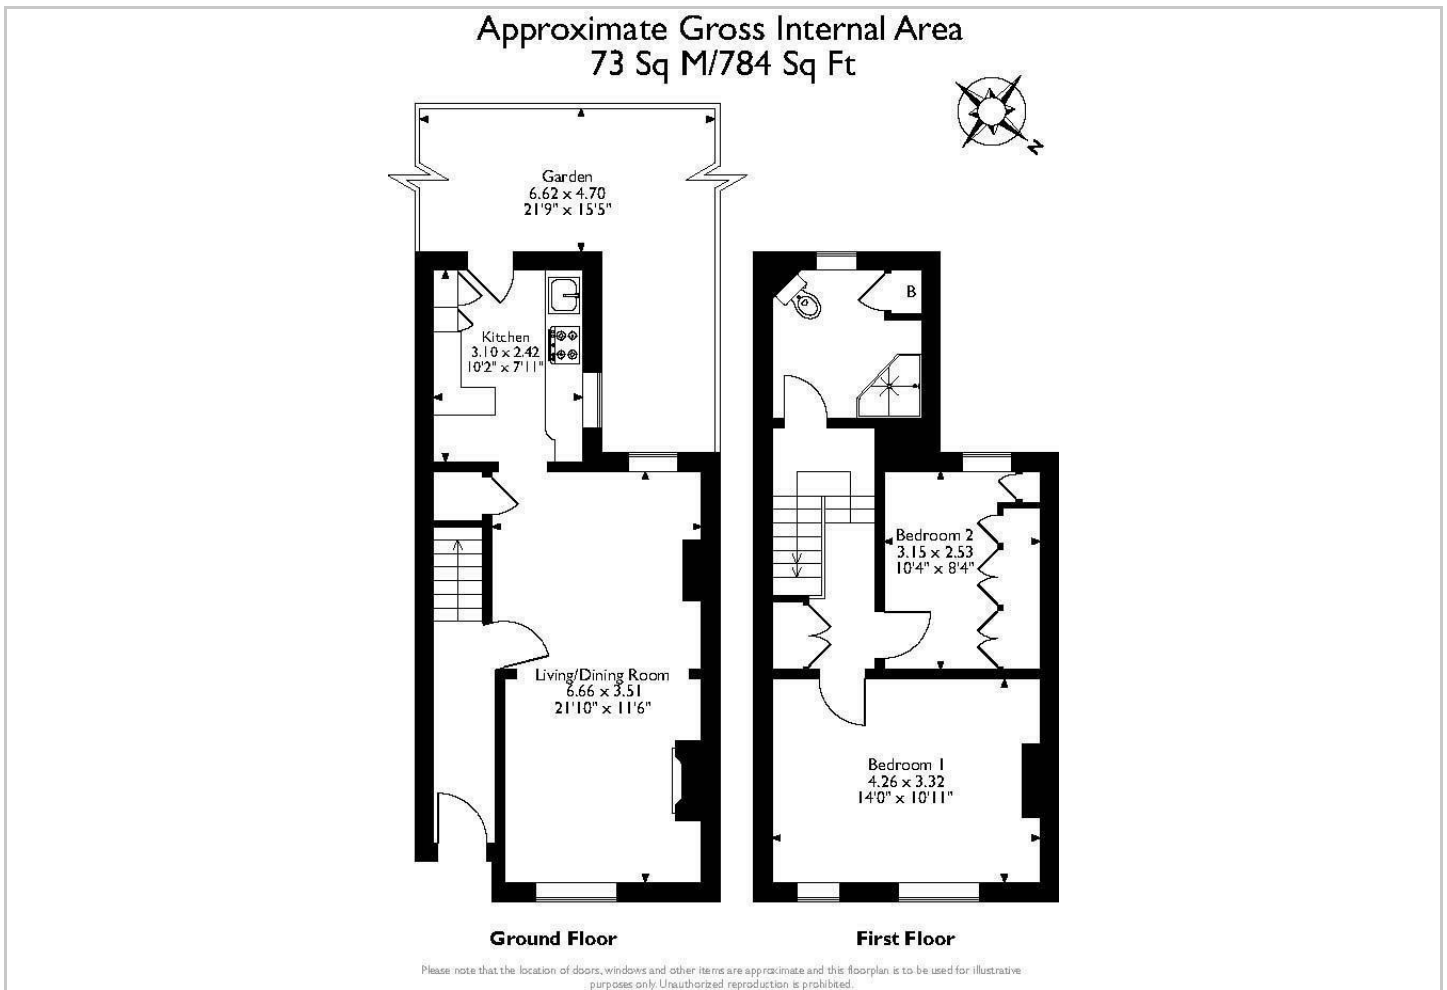 Approximate Gross Internal Area
73 Sq M/784 Sq Ft
N
Garden
6.62 x 4.70
21'9" x 15'5"
Kitchen
3.10 x 2.42
10'2" x 7'11"
Living/Dining Room
6.66 x 3.51
21'10" x 11'6"
Ground Floor
B
Bedroom 2
3.15 x 2.53
10'4" x 8'4"
Bedroom 1
4.26 x 3.32
14'0" x 10'11"
First Floor
Please note that the location of doors, windows and other items are approximate and this floorplan is to be used for illustrative
purposes only. Unauthorized reproduction is prohibited.